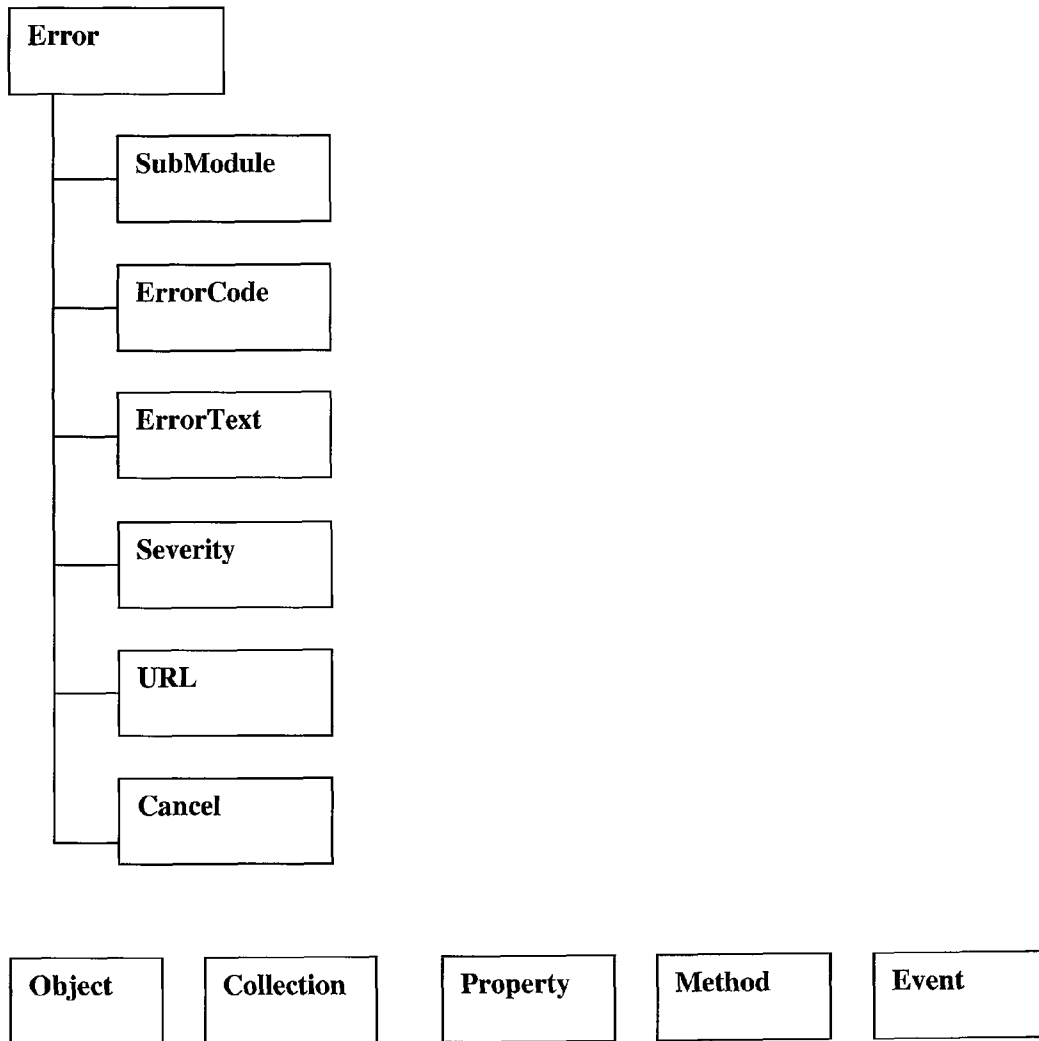 Error
SubModule
ErrorCode
ErrorText
Severity
URL
Cancel
Object Collection Property Method Event